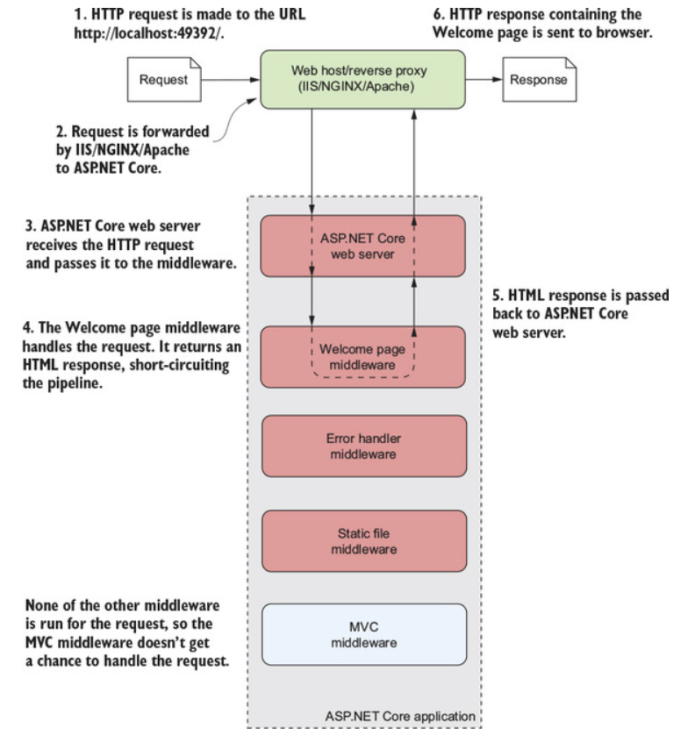 1. HTTP request is made to the URL
http://localhost:49392/.
6. HTTP response containing the
Welcome page is sent to browser.
Request
Web host/reverse proxy
(IIS/NGINX/Apache)
Response
2. Request is forwarded
by IIS/NGINX/Apache
to ASP.NET Core.
3. ASP.NET Core web server
receives the HTTP request
and passes it to the middleware.
ASP.NET Core
web server
5. HTML response is passed
back to ASP.NET Core
web server.
4. The Welcome page middleware
handles the request. It returns an
HTML response, short-circuiting
the pipeline.
Welcome page
middleware
Error handler
middleware
Static file
middleware
None of the other middleware
is run for the request, so the
MVC middleware doesn't get
a chance to handle the request.
MVC
middleware
ASP.NET Core application